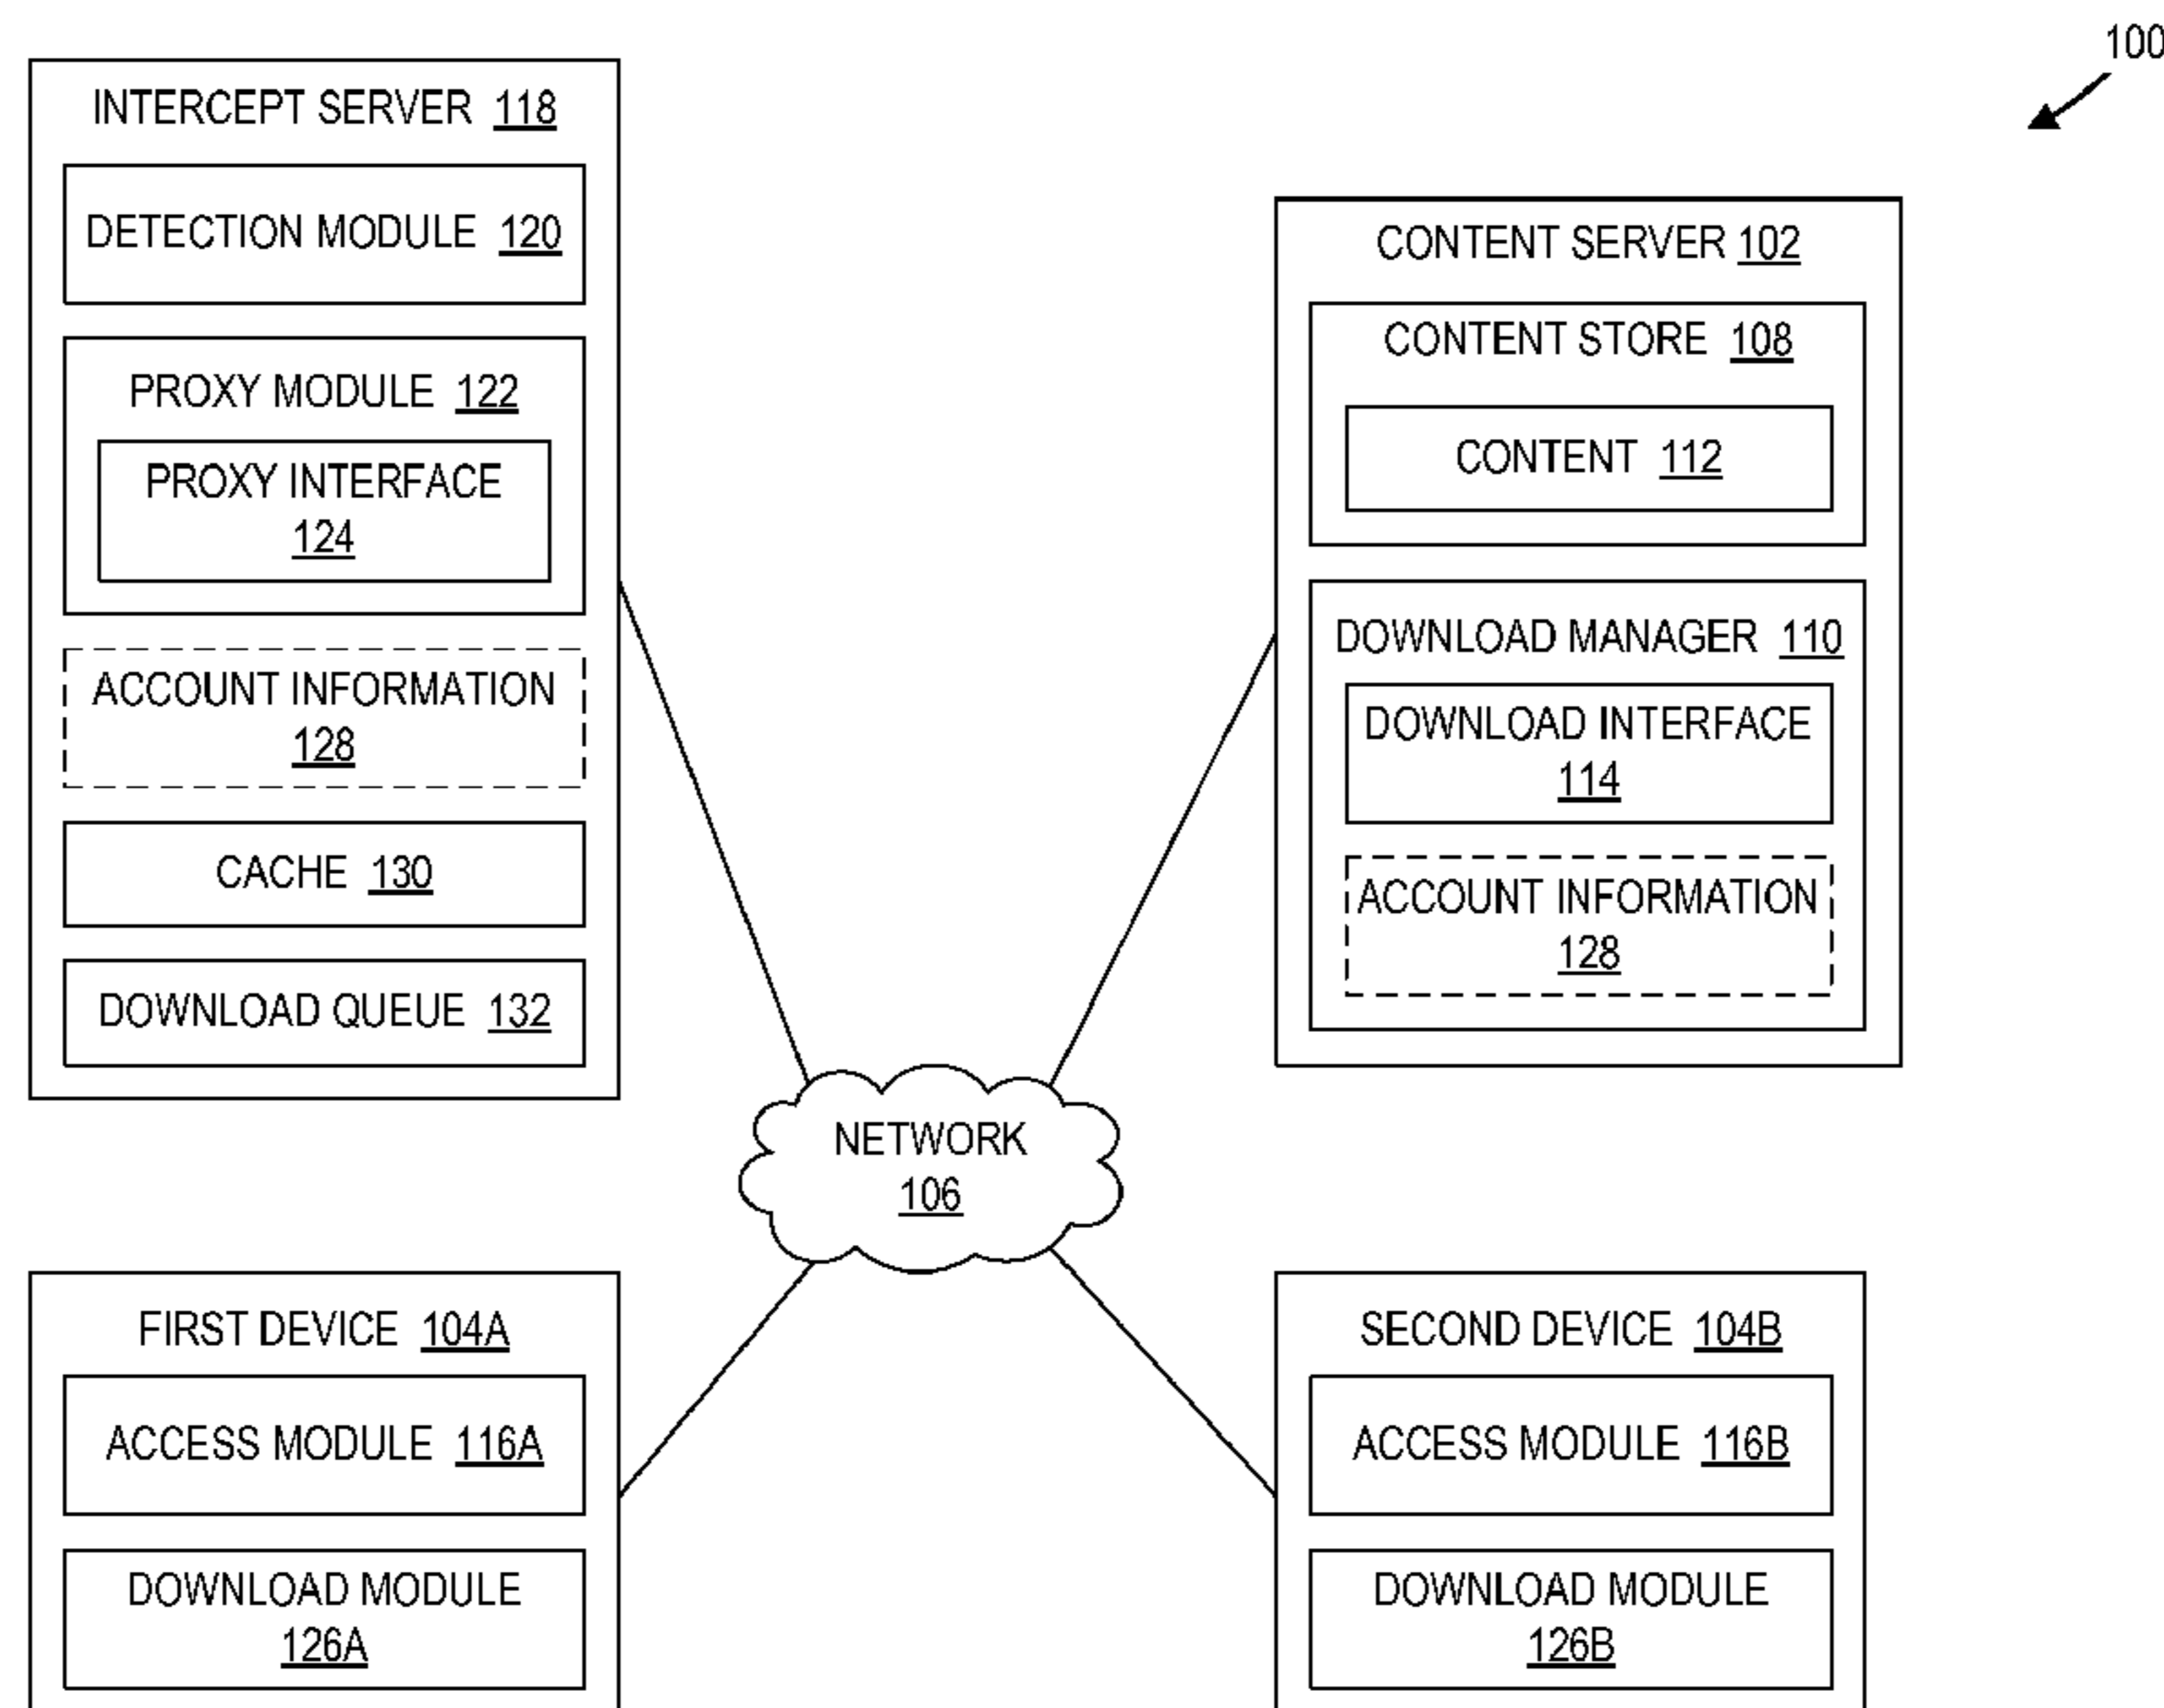 100
INTERCEPT SERVER 118
DETECTION MODULE 120
PROXY MODULE 122
PROXY INTERFACE
124
ACCOUNT INFORMATION
128
CACHE 130
DOWNLOAD QUEUE 132
CONTENT SERVER 102
CONTENT STORE 108
CONTENT 112
DOWNLOAD MANAGER 110
DOWNLOAD INTERFACE
114
ACCOUNT INFORMATION
128
NETWORK
106
FIRST DEVICE 104A
ACCESS MODULE 116A
DOWNLOAD MODULE
126A
SECOND DEVICE 104B
ACCESS MODULE 116B
DOWNLOAD MODULE
126B